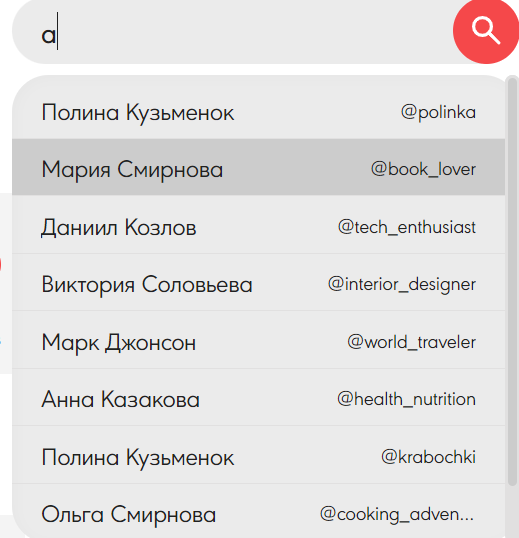 а
Полина Кузьменок @polinka
Мария Смирнова @book_lover
Даниил Козлов @tech_enthusiast
Виктория Соловьева @interior_designer
Марк Джонсон @world_traveler
Анна Казакова @health_nutrition
Полина Кузьменок @krabochki
Ольга Смирнова @cooking_adven...